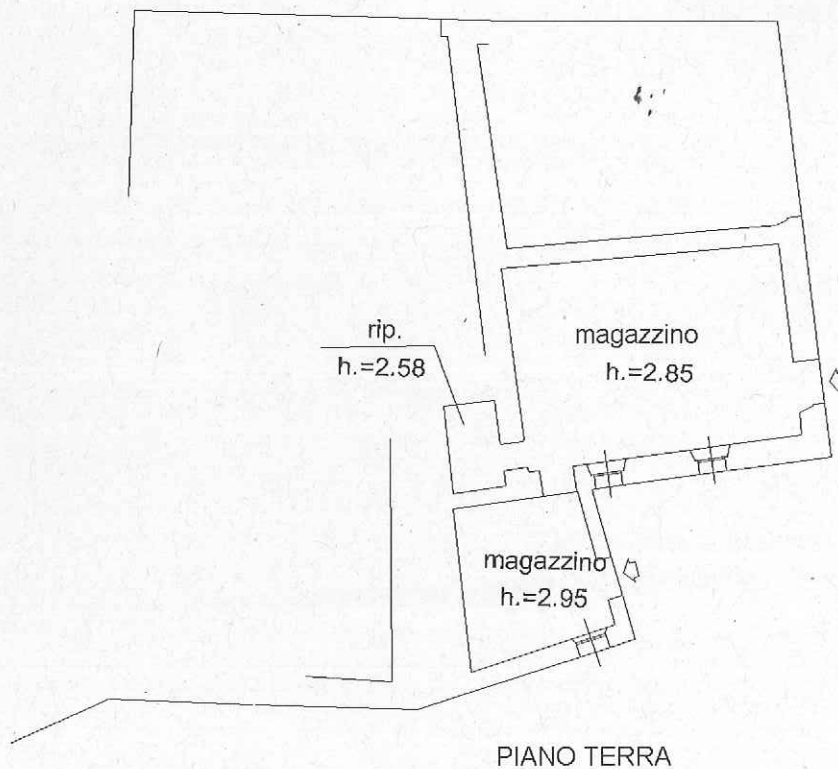 rip.
h.=2.58
magazzino
h.=2.85
magazzino
h.=2.95
PIANO TERRA